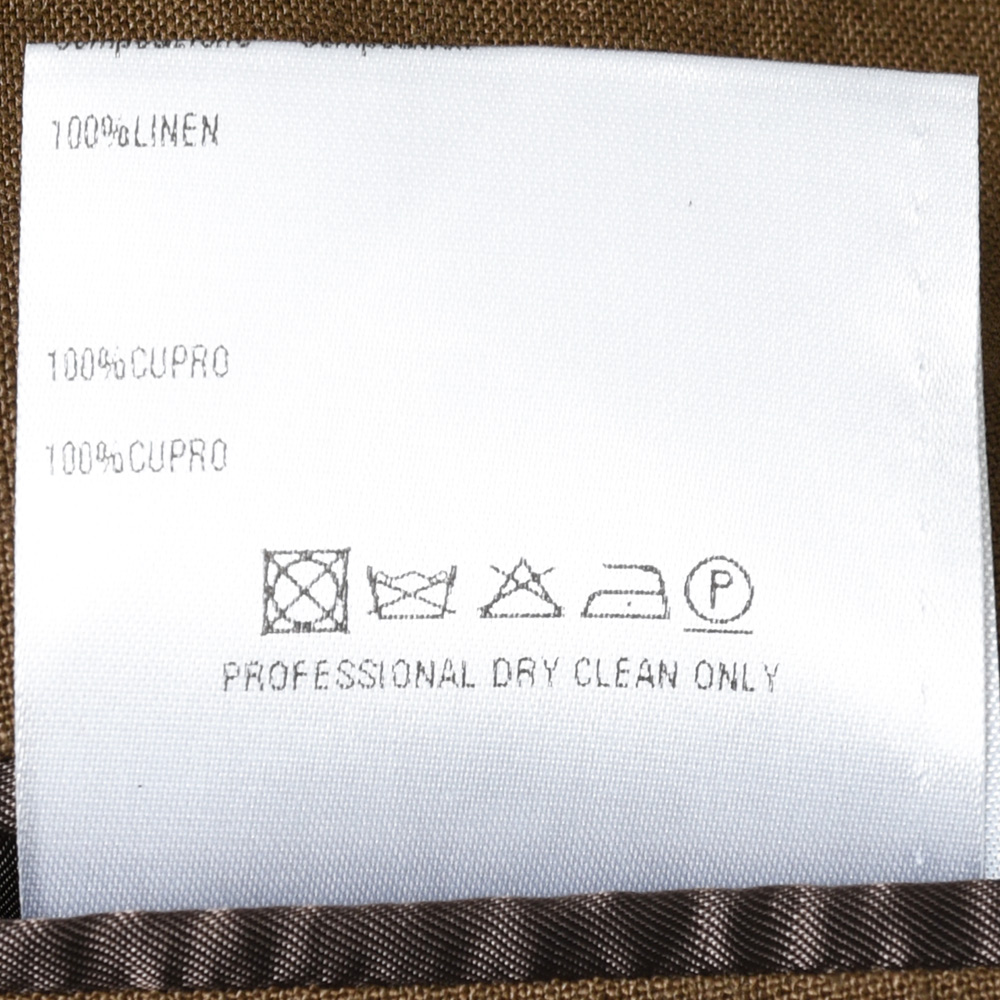 100%LINEN
100%CUPRO
100%CUPRO
P
PROFESSIONAL DRY CLEAN ONLY